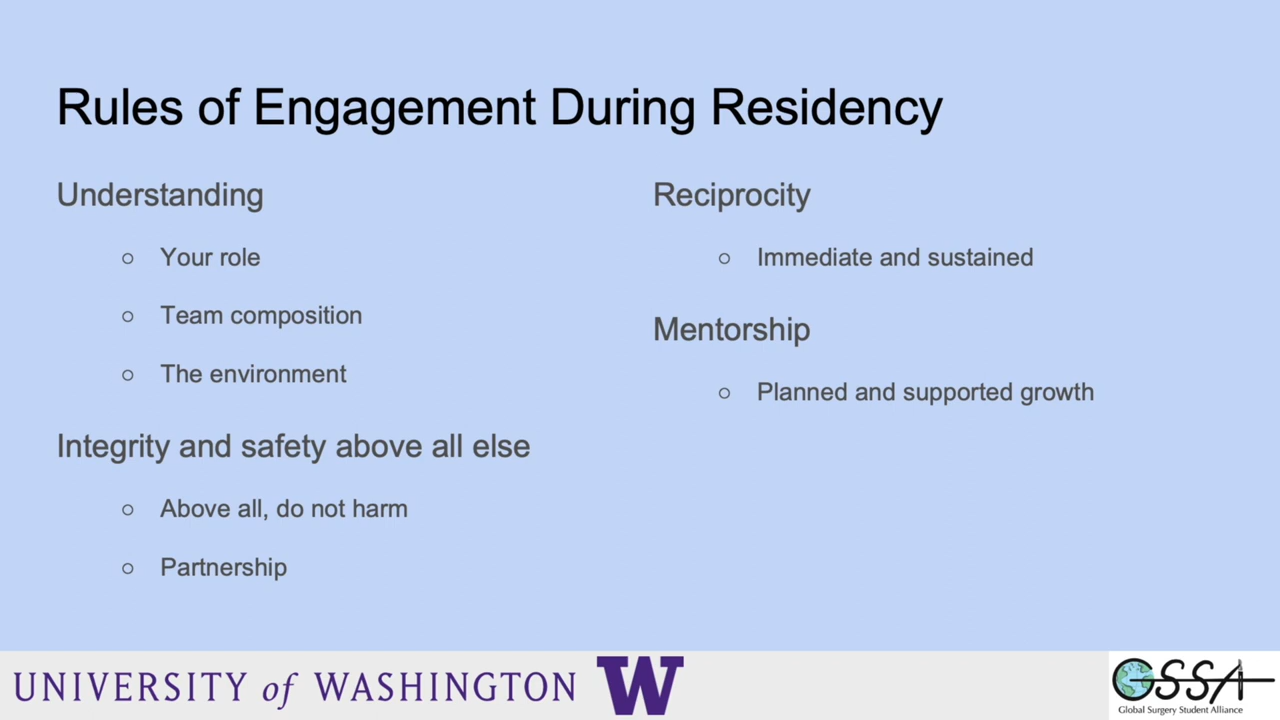 Rules of Engagement During Residency
Understanding
○ Your role
○ Team composition
○ The environment
Integrity and safety above all else
○ Above all, do not harm
○ Partnership
Reciprocity
○ Immediate and sustained
Mentorship
○ Planned and supported growth
UNIVERSITY of WASHINGTON W
GSSA
Global Surgery Student Alliance